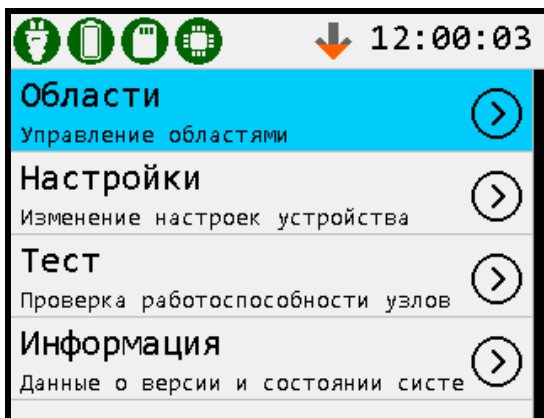 12:00:03
Области
Управление областями
Настройки
Изменение настроек устройства
Тест
Проверка работоспособности узлов
Информация
Данные о версии и состоянии систе